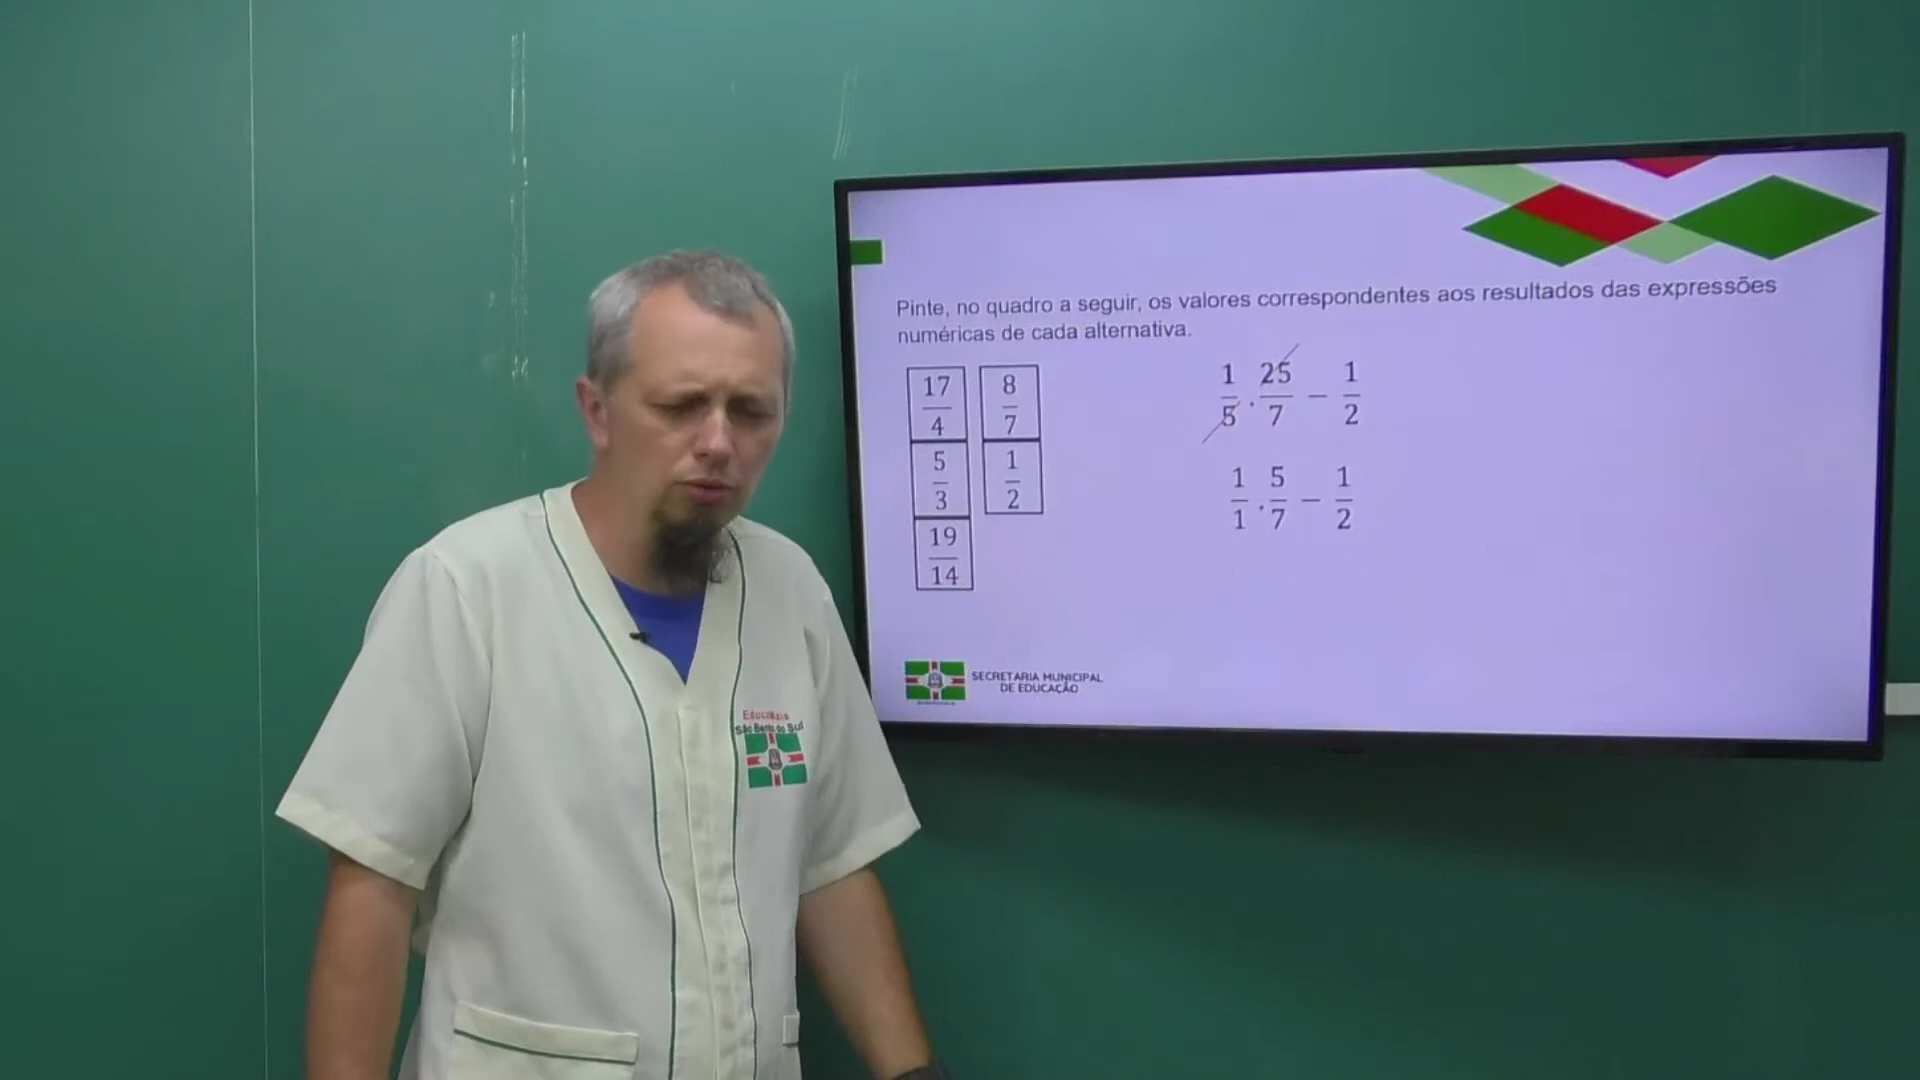 Pinte, no quadro a seguir, os valores correspondentes aos resultados das expressões
numéricas de cada alternativa.
17/4 8/7
5/3 1/2
19/14
1/5 . 25/7 − 1/2
1/1 . 5/7 − 1/2
SECRETARIA MUNICIPAL
DE EDUCAÇÃO
EducaMais
São Bento do Sul